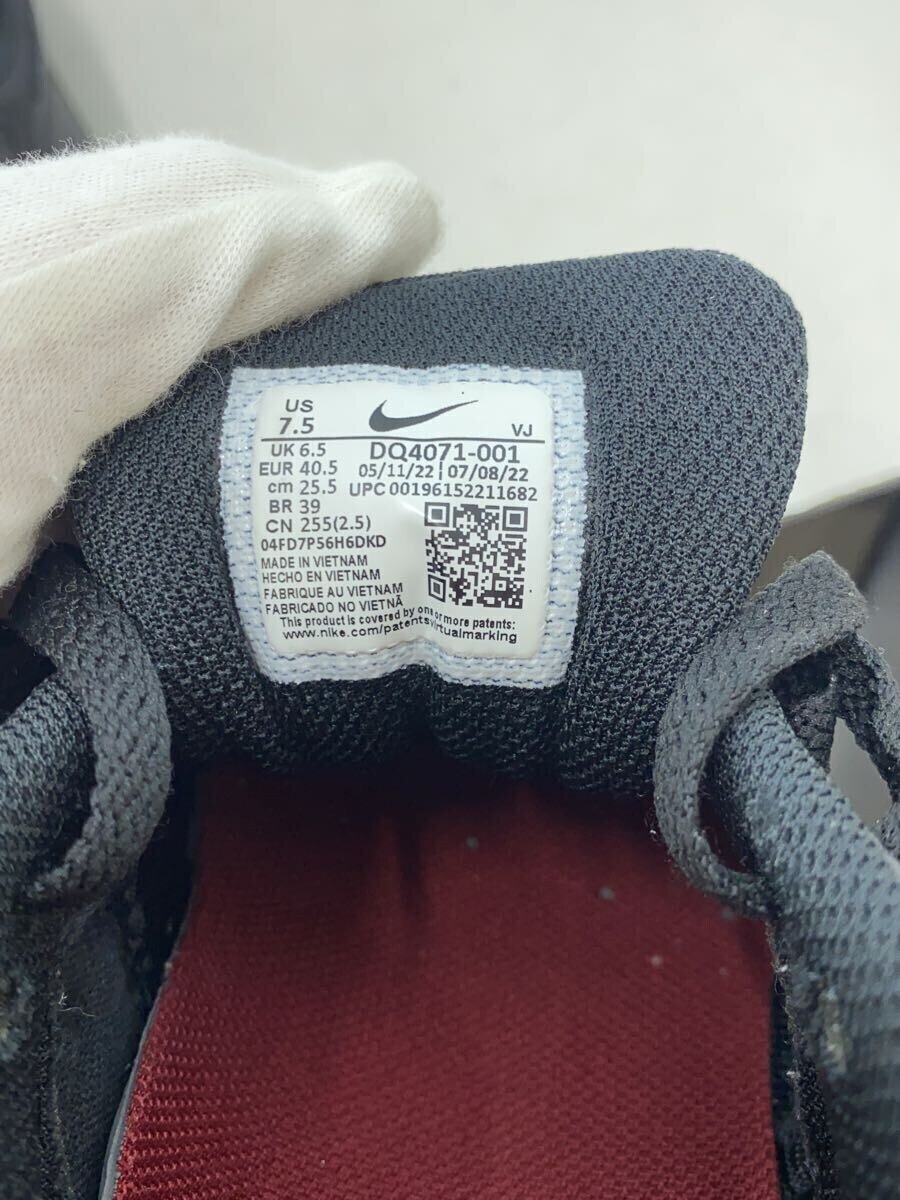 US
7.5
VJ
UK 6.5
DQ4071-001
EUR 40.5
05/11/22 | 07/08/22
cm 25.5
UPC 00196152211682
BR 39
CN 255(2.5)
04FD7P56H6DKD
MADE IN VIETNAM
HECHO EN VIETNAM
FABRIQUE AU VIETNAM
FABRICADO NO VIETNÃ
This product is covered by one or more patents:
www.nike.com/patentsvirtualmarking